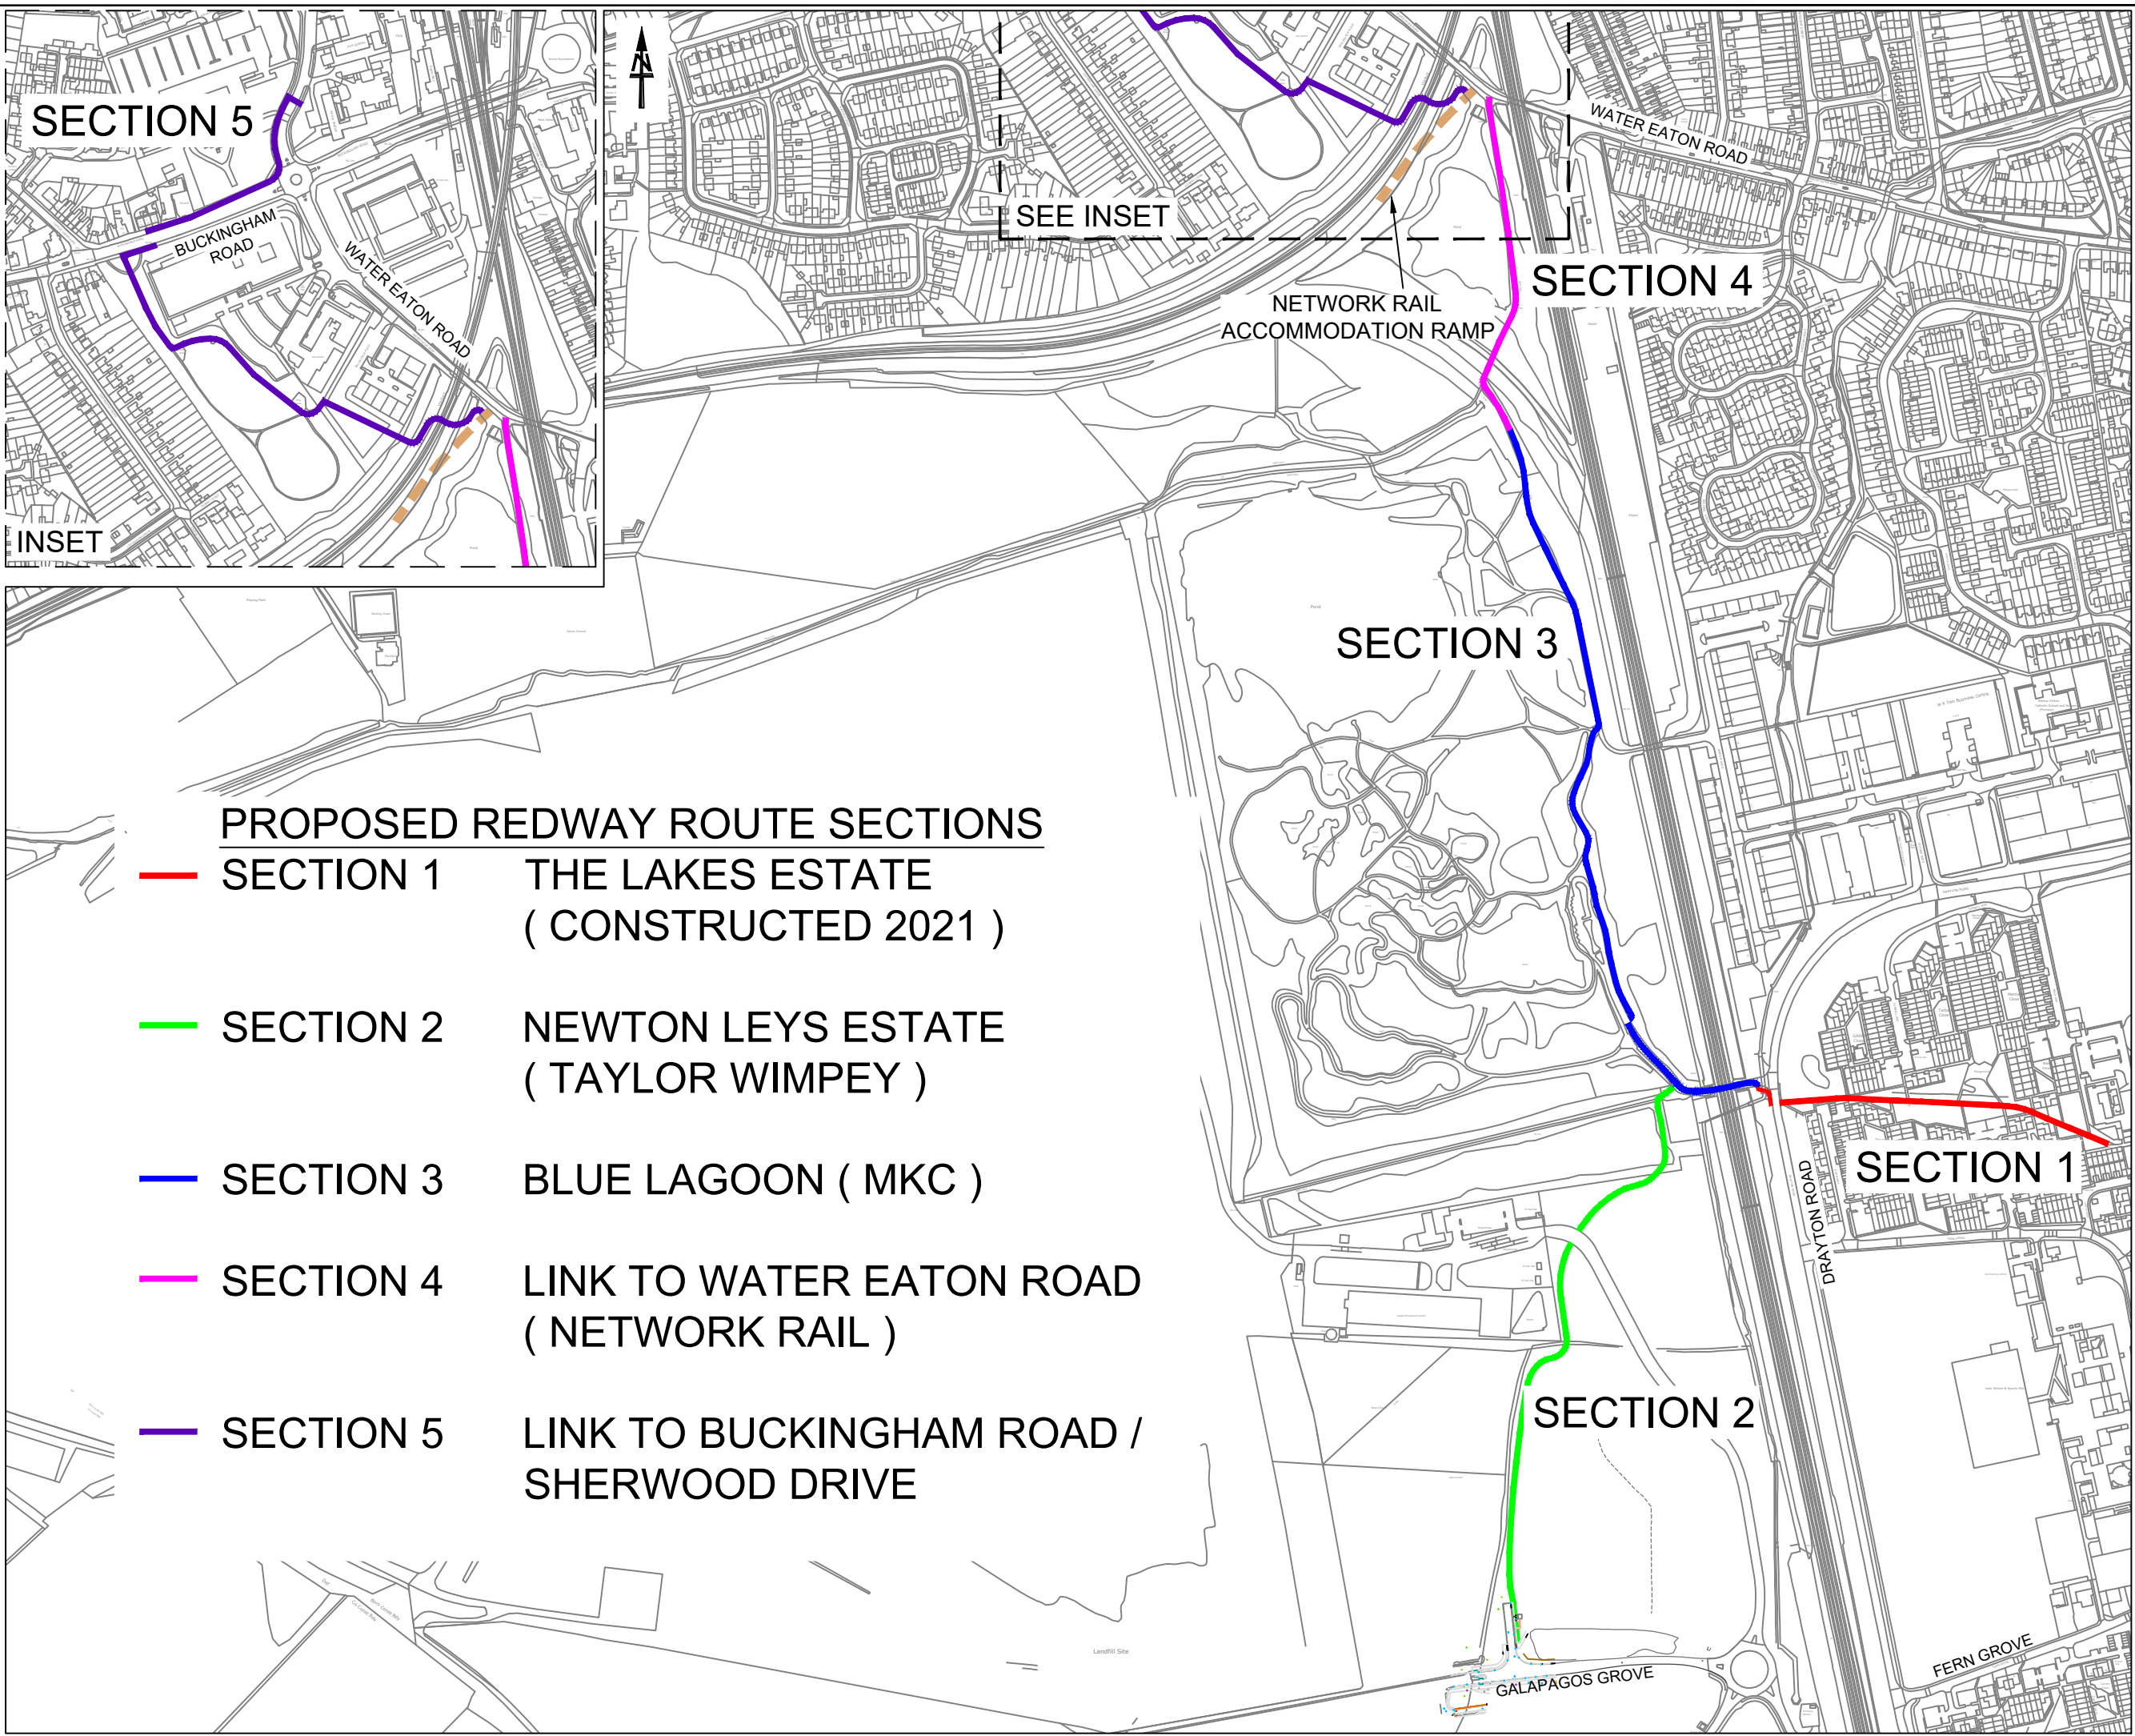 SECTION 5
BUCKINGHAM
ROAD
WATER EATON ROAD
INSET
N
SEE INSET
WATER EATON ROAD
NETWORK RAIL
ACCOMMODATION RAMP
SECTION 4
SECTION 3
PROPOSED REDWAY ROUTE SECTIONS
SECTION 1 THE LAKES ESTATE
( CONSTRUCTED 2021 )
SECTION 2 NEWTON LEYS ESTATE
( TAYLOR WIMPEY )
SECTION 3 BLUE LAGOON ( MKC )
SECTION 4 LINK TO WATER EATON ROAD
( NETWORK RAIL )
SECTION 5 LINK TO BUCKINGHAM ROAD /
SHERWOOD DRIVE
SECTION 1
DRAYTON ROAD
SECTION 2
Landfill Site
GALAPAGOS GROVE
FERN GROVE